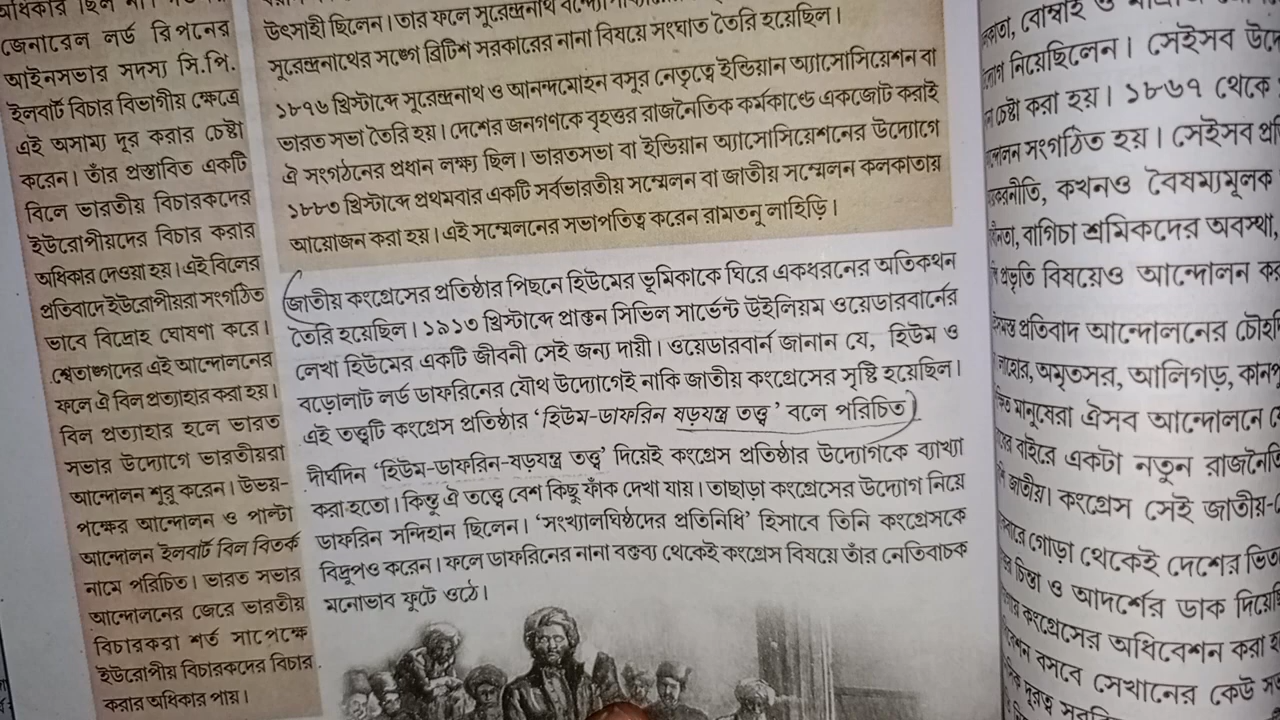 জেনারেল লর্ড রিপনের
আইনসভার সদস্য সি.পি.
ইলবার্ট বিচার বিভাগীয় ক্ষেত্রে
এই অসাম্য দূর করার চেষ্টা
করেন। তাঁর প্রস্তাবিত একটি
বিলে ভারতীয় বিচারকদের
ইউরোপীয়দের বিচার করার
অধিকার দেওয়া হয়। এই বিলের
প্রতিবাদে ইউরোপীয়রা সংগঠিত
ভাবে বিদ্রোহ ঘোষণা করে।
শ্বেতাঙ্গদের এই আন্দোলনের
ফলে ঐ বিল প্রত্যাহার করা হয়।
বিল প্রত্যাহার হলে ভারত
সভার উদ্যোগে ভারতীয়রা
আন্দোলন শুরু করেন। উভয়-
পক্ষের আন্দোলন ও পাল্টা
আন্দোলন ইলবার্ট বিল বিতর্ক
নামে পরিচিত। ভারত সভার
আন্দোলনের জেরে ভারতীয়
বিচারকরা শর্ত সাপেক্ষে
ইউরোপীয় বিচারকদের বিচার
করার অধিকার পায়।
উৎসাহী ছিলেন। তার ফলে সুরেন্দ্রনাথ
সুরেন্দ্রনাথের সঙ্গে ব্রিটিশ সরকারের নানা বিষয়ে সংঘাত তৈরি হয়েছিল।
১৮৭৬ খ্রিস্টাব্দে সুরেন্দ্রনাথ ও আনন্দমোহন বসুর নেতৃত্বে ইন্ডিয়ান অ্যাসোসিয়েশন বা
ভারত সভা তৈরি হয়। দেশের জনগণকে বৃহত্তর রাজনৈতিক কর্মকাণ্ডে একজোট করাই
ঐ সংগঠনের প্রধান লক্ষ্য ছিল। ভারতসভা বা ইন্ডিয়ান অ্যাসোসিয়েশনের উদ্যোগে
১৮৮৩ খ্রিস্টাব্দে প্রথমবার একটি সর্বভারতীয় সম্মেলন বা জাতীয় সম্মেলন কলকাতায়
আয়োজন করা হয়। এই সম্মেলনের সভাপতিত্ব করেন রামতনু লাহিড়ি।
জাতীয় কংগ্রেসের প্রতিষ্ঠার পিছনে হিউমের ভূমিকাকে ঘিরে একধরনের অতিকথন
তৈরি হয়েছিল। ১৯১৩ খ্রিস্টাব্দে প্রাক্তন সিভিল সার্ভেন্ট উইলিয়ম ওয়েডারবার্নের
লেখা হিউমের একটি জীবনী সেই জন্য দায়ী। ওয়েডারবার্ন জানান যে, হিউম ও
বড়োলাট লর্ড ডাফরিনের যৌথ উদ্যোগেই নাকি জাতীয় কংগ্রেসের সৃষ্টি হয়েছিল।
এই তত্ত্বটি কংগ্রেস প্রতিষ্ঠার ‘হিউম-ডাফরিন ষড়যন্ত্র তত্ত্ব’ বলে পরিচিত
দীর্ঘদিন ‘হিউম-ডাফরিন-ষড়যন্ত্র তত্ত্ব’ দিয়েই কংগ্রেস প্রতিষ্ঠার উদ্যোগকে ব্যাখ্যা
করা হতো। কিন্তু ঐ তত্ত্বে বেশ কিছু ফাঁক দেখা যায়। তাছাড়া কংগ্রেসের উদ্যোগ নিয়ে
ডাফরিন সন্দিহান ছিলেন। ‘সংখ্যালঘিষ্ঠদের প্রতিনিধি’ হিসাবে তিনি কংগ্রেসকে
বিদ্রূপও করেন। ফলে ডাফরিনের নানা বক্তব্য থেকেই কংগ্রেস বিষয়ে তাঁর নেতিবাচক
মনোভাব ফুটে ওঠে।
বোম্বাই ও
নিয়েছিলেন। সেইসব
চেষ্টা করা হয়। ১৮৬৭ থেকে
সংগঠিত হয়। সেইসব
কখনও বৈষম্যমূলক
বাগিচা শ্রমিকদের অবস্থা,
প্রভৃতি বিষয়েও আন্দোলন
প্রতিবাদ আন্দোলনের
অমৃতসর, আলিগড়,
মানুষেরা ঐসব আন্দোলনে
বাইরে একটা নতুন
জাতীয়। কংগ্রেস সেই জাতীয়-
গোড়া থেকেই দেশের
চিন্তা ও আদর্শের ডাক
কংগ্রেসের অধিবেশন করা
বসবে সেখানের কেউ